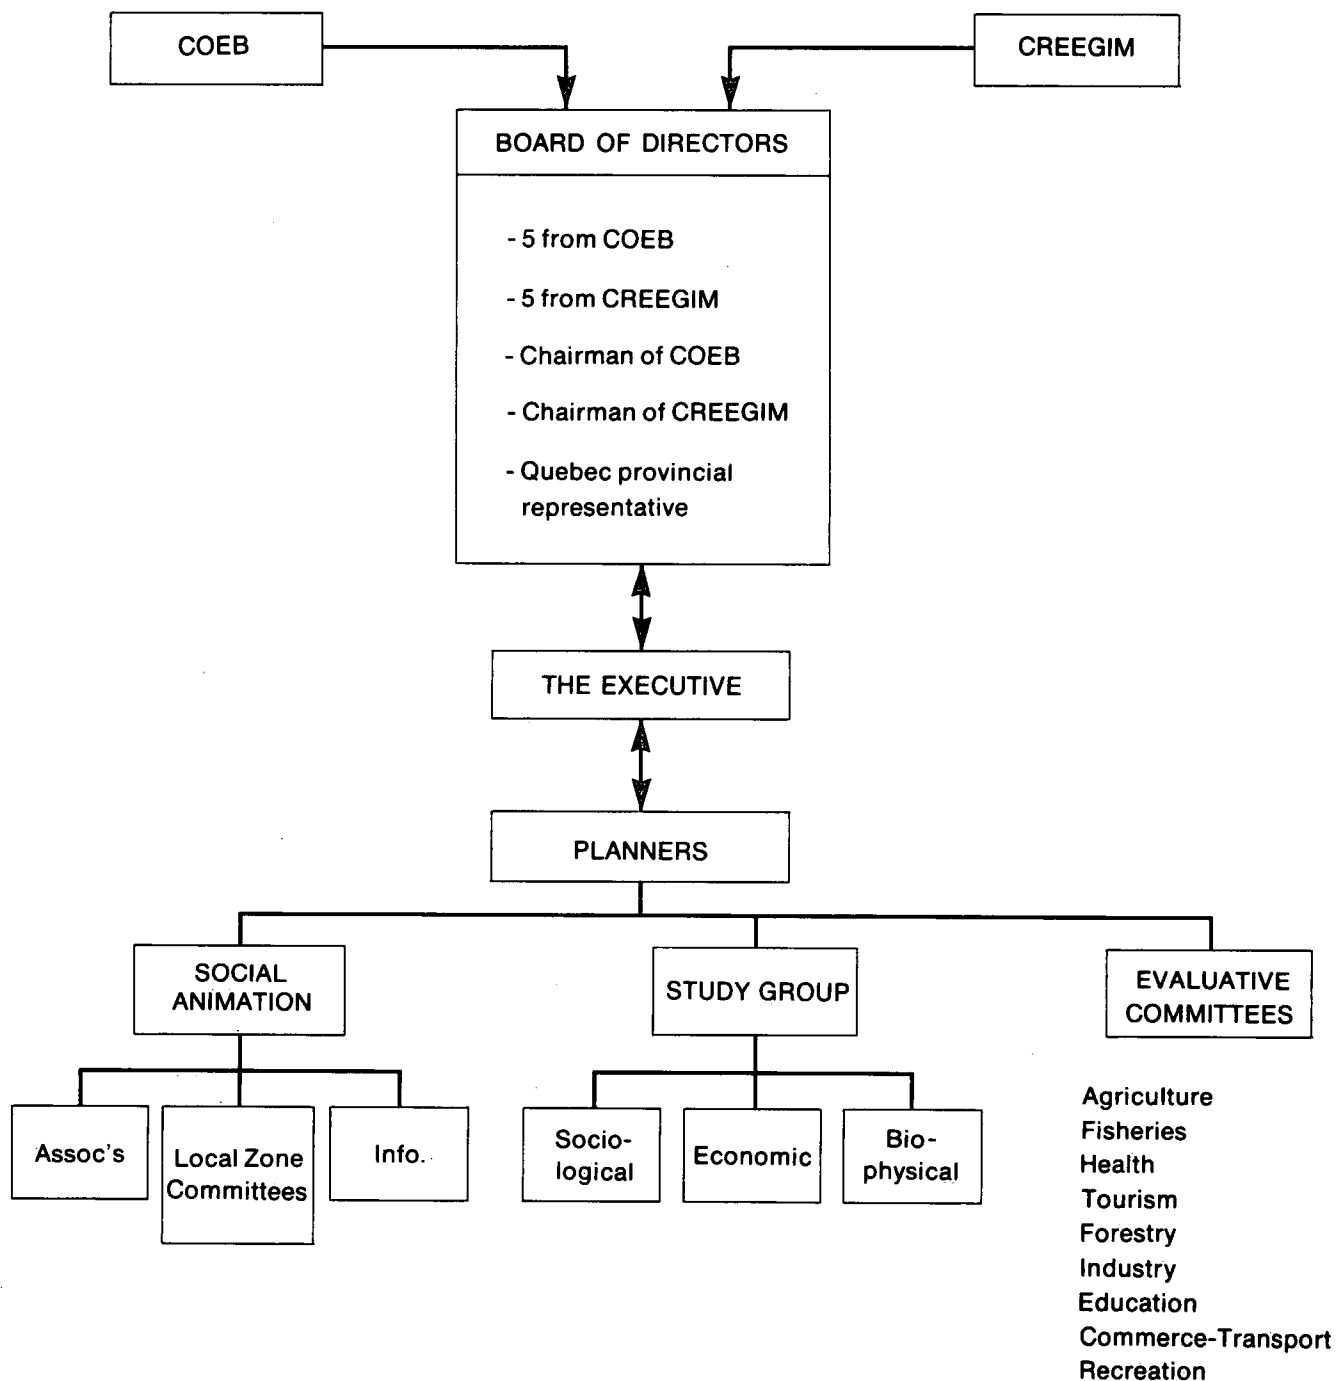 COEB
CREEGIM
BOARD OF DIRECTORS
- 5 from COEB
- 5 from CREEGIM
- Chairman of COEB
- Chairman of CREEGIM
- Quebec provincial
representative
THE EXECUTIVE
PLANNERS
SOCIAL
ANIMATION
STUDY GROUP
EVALUATIVE
COMMITTEES
Assoc's
Local Zone
Committees
Info.
Socio-
logical
Economic
Bio-
physical
Agriculture
Fisheries
Health
Tourism
Forestry
Industry
Education
Commerce-Transport
Recreation